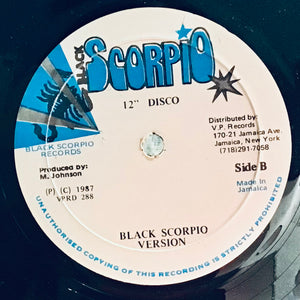 BLACK
SCORPIO
12" DISCO
BLACK SCORPIO
RECORDS
Produced by:
M. Johnson
(P) (C) 1987
VPRD 288
Distributed by:
V.P. Records
170-21 Jamaica Ave.
Jamaica, New York
(718)291-7058
Side B
Made In
Jamaica
BLACK SCORPIO
VERSION
UNAUTHORISED COPYING OF THIS RECORDING IS STRICTLY PROHIBITED